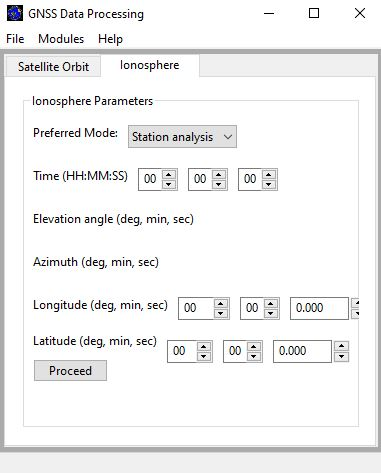 GNSS Data Processing
File Modules Help
Satellite Orbit Ionosphere
Ionosphere Parameters
Preferred Mode: Station analysis
Time (HH:MM:SS) 00 00 00
Elevation angle (deg, min, sec)
Azimuth (deg, min, sec)
Longitude (deg, min, sec) 00 00 0.000
Latitude (deg, min, sec) 00 00 0.000
Proceed